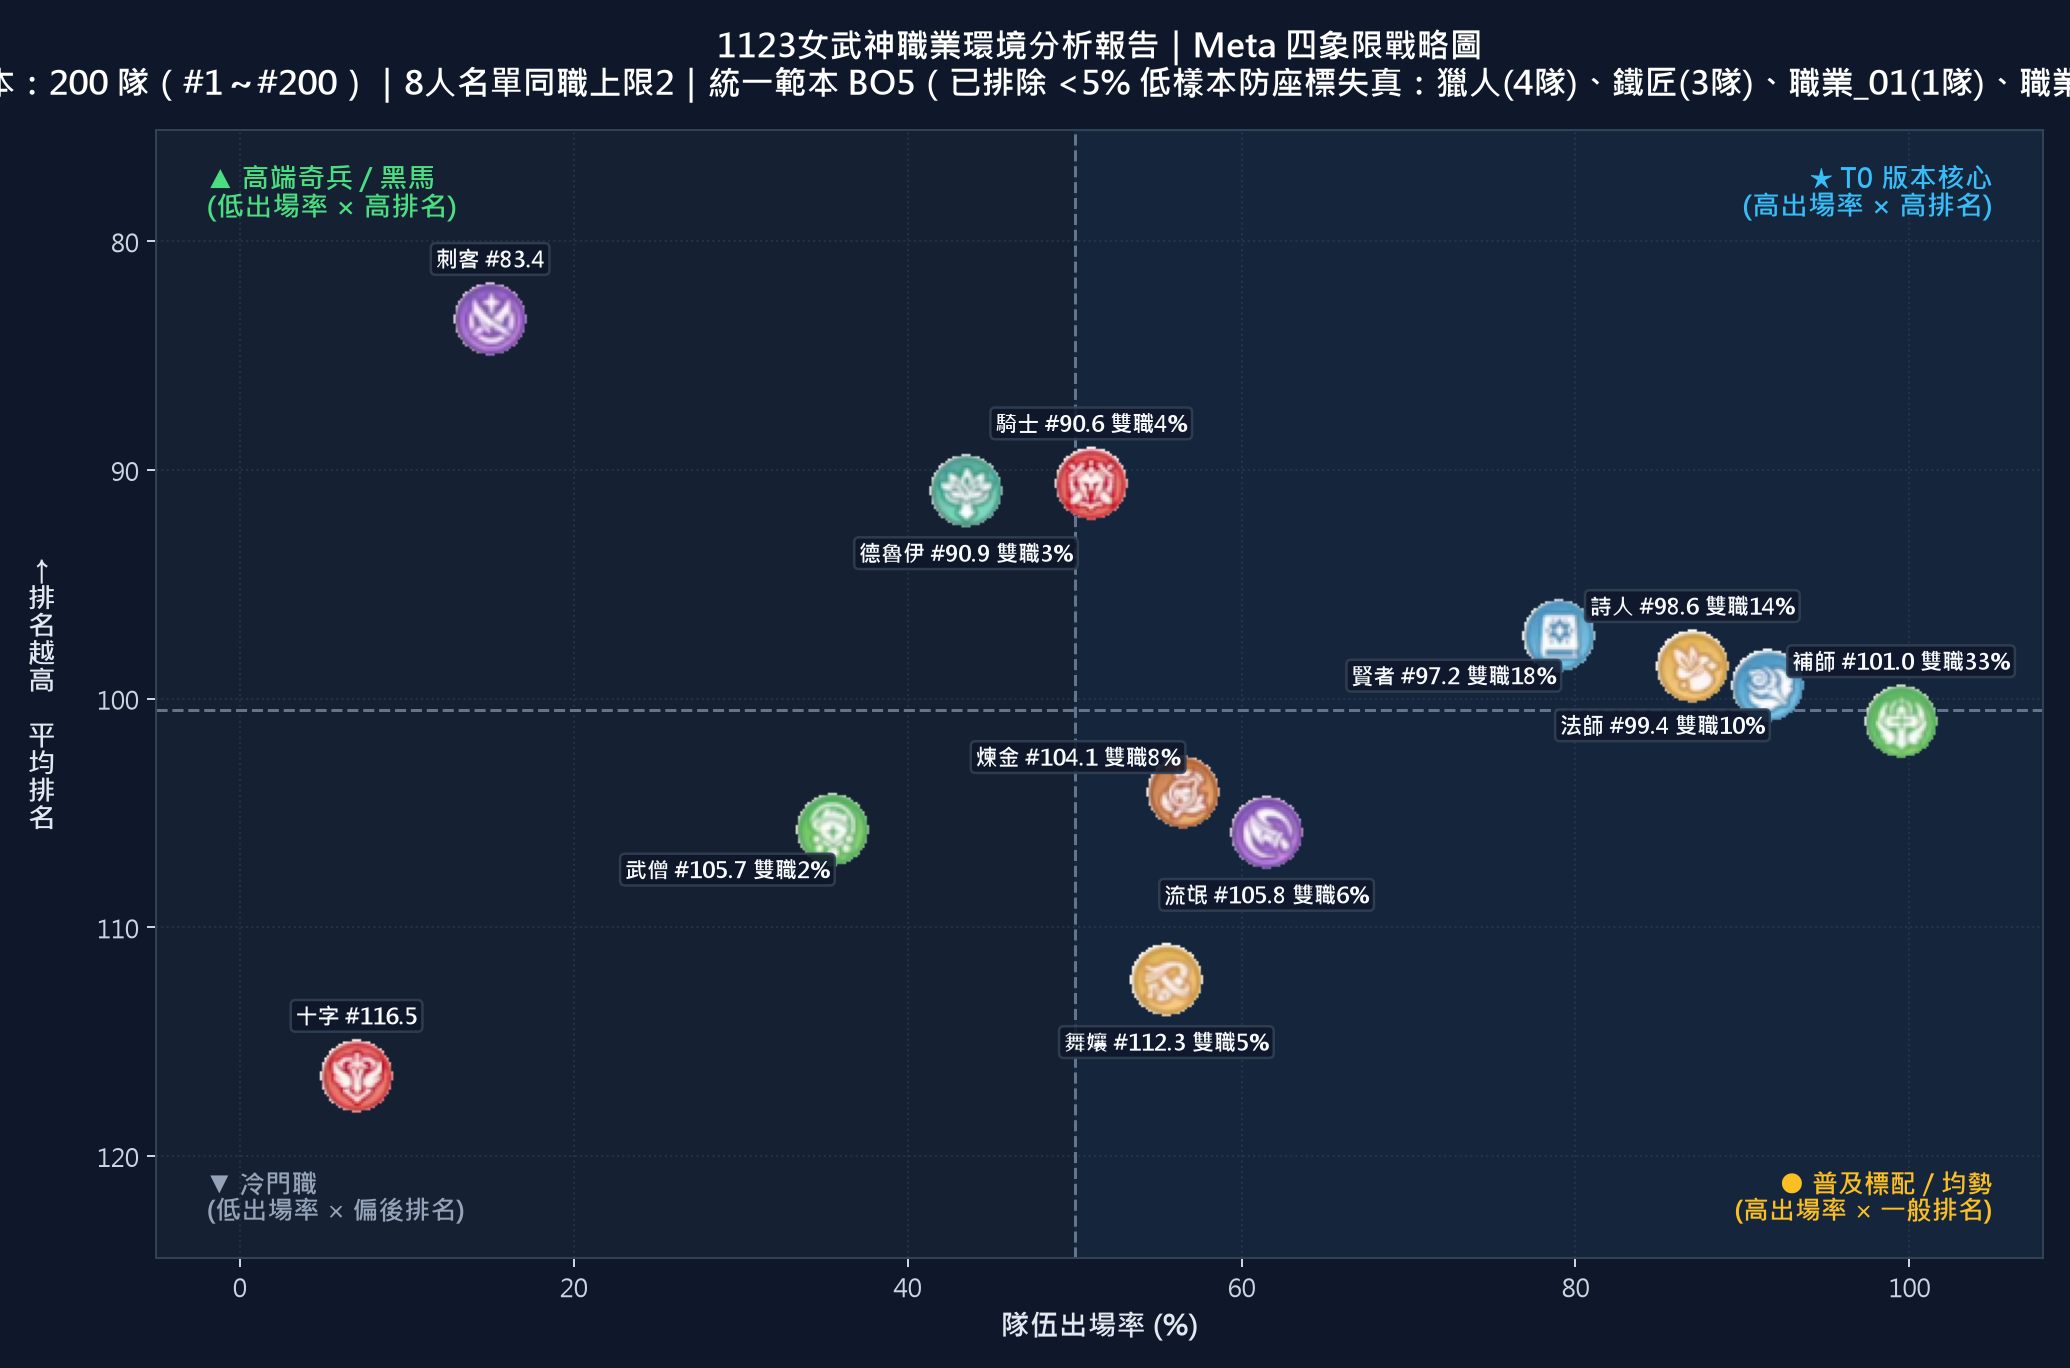 1123女武神職業環境分析報告｜Meta 四象限戰略圖
本：200 隊（#1～#200）｜8人名單同職上限2｜統一範本 BO5（已排除 <5% 低樣本防座標失真：獵人(4隊)、鐵匠(3隊)、職業_01(1隊)、職業
▲ 高端奇兵 / 黑馬
(低出場率 × 高排名)
★ T0 版本核心
(高出場率 × 高排名)
80
刺客 #83.4
騎士 #90.6 雙職4%
90
德魯伊 #90.9 雙職3%
詩人 #98.6 雙職14%
補師 #101.0 雙職33%
賢者 #97.2 雙職18%
100
法師 #99.4 雙職10%
煉金 #104.1 雙職8%
武僧 #105.7 雙職2%
流氓 #105.8 雙職6%
110
十字 #116.5
舞孃 #112.3 雙職5%
120
▼ 冷門職
(低出場率 × 偏後排名)
● 普及標配 / 均勢
(高出場率 × 一般排名)
↑排名越高 平均排名
0 20 40 60 80 100
隊伍出場率 (%)